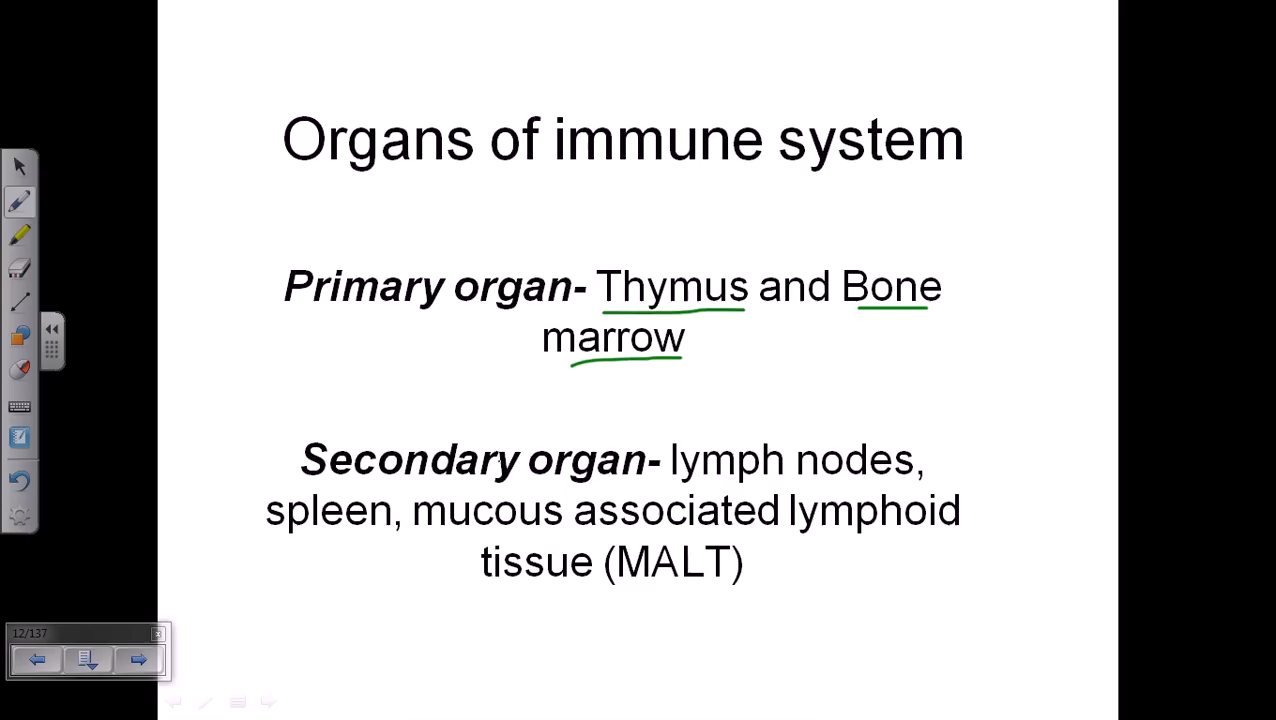 Organs of immune system
Primary organ- Thymus and Bone
marrow
Secondary organ- lymph nodes,
spleen, mucous associated lymphoid
tissue (MALT)
12/137